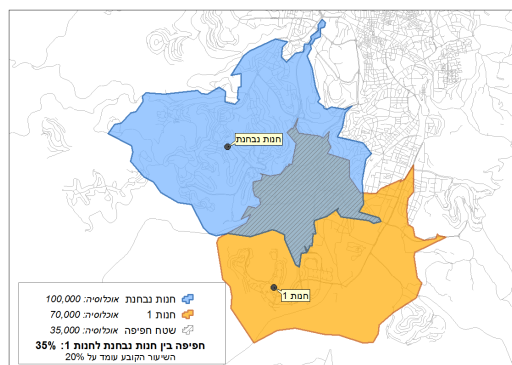 חנות נבחנת
חנות 1
חנות נבחנת אוכלוסיה: 100,000
חנות 1 אוכלוסיה: 70,000
שטח חפיפה אוכלוסיה: 35,000
חפיפה בין חנות נבחנת לחנות 1: 35%
השיעור הקובע עומד על 20%